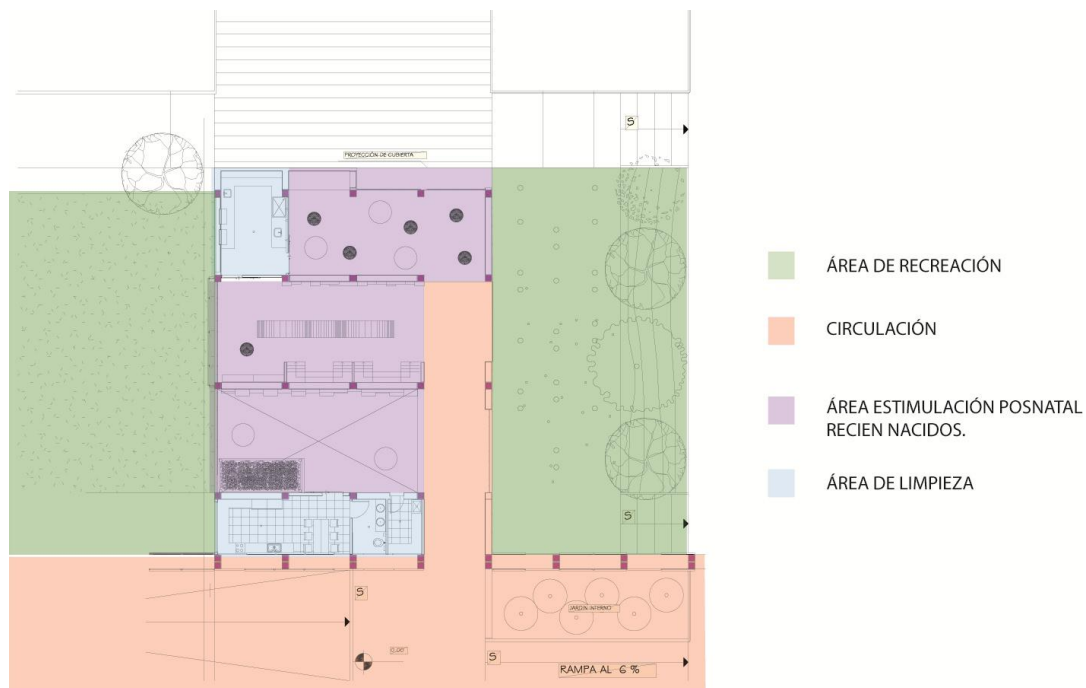 S
PROYECCIÓN DE CUBIERTA
ÁREA DE RECREACIÓN
CIRCULACIÓN
ÁREA ESTIMULACIÓN POSNATAL
RECIEN NACIDOS.
ÁREA DE LIMPIEZA
S
S
JARDIN INTERNO
S
RAMPA AL 6 %